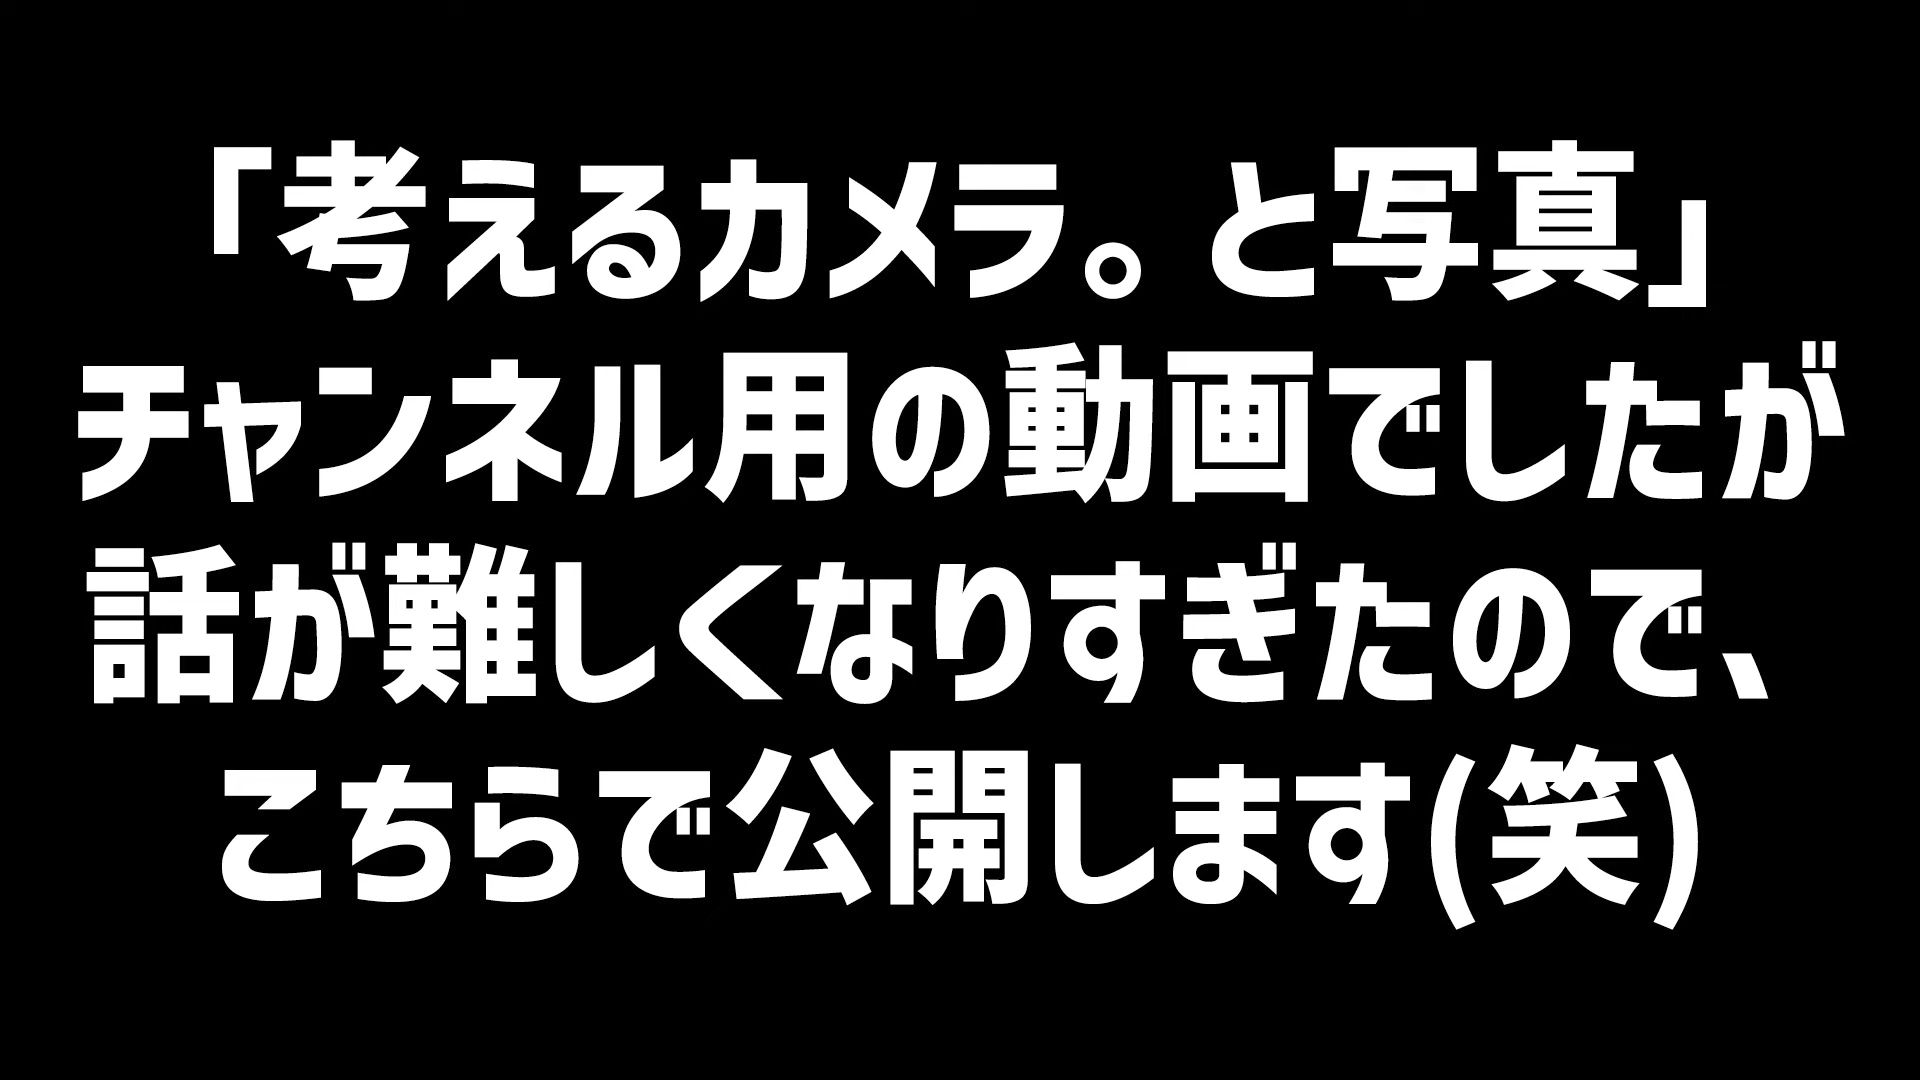 「考えるカメラ。と写真」
チャンネル用の動画でしたが
話が難しくなりすぎたので、
こちらで公開します(笑)